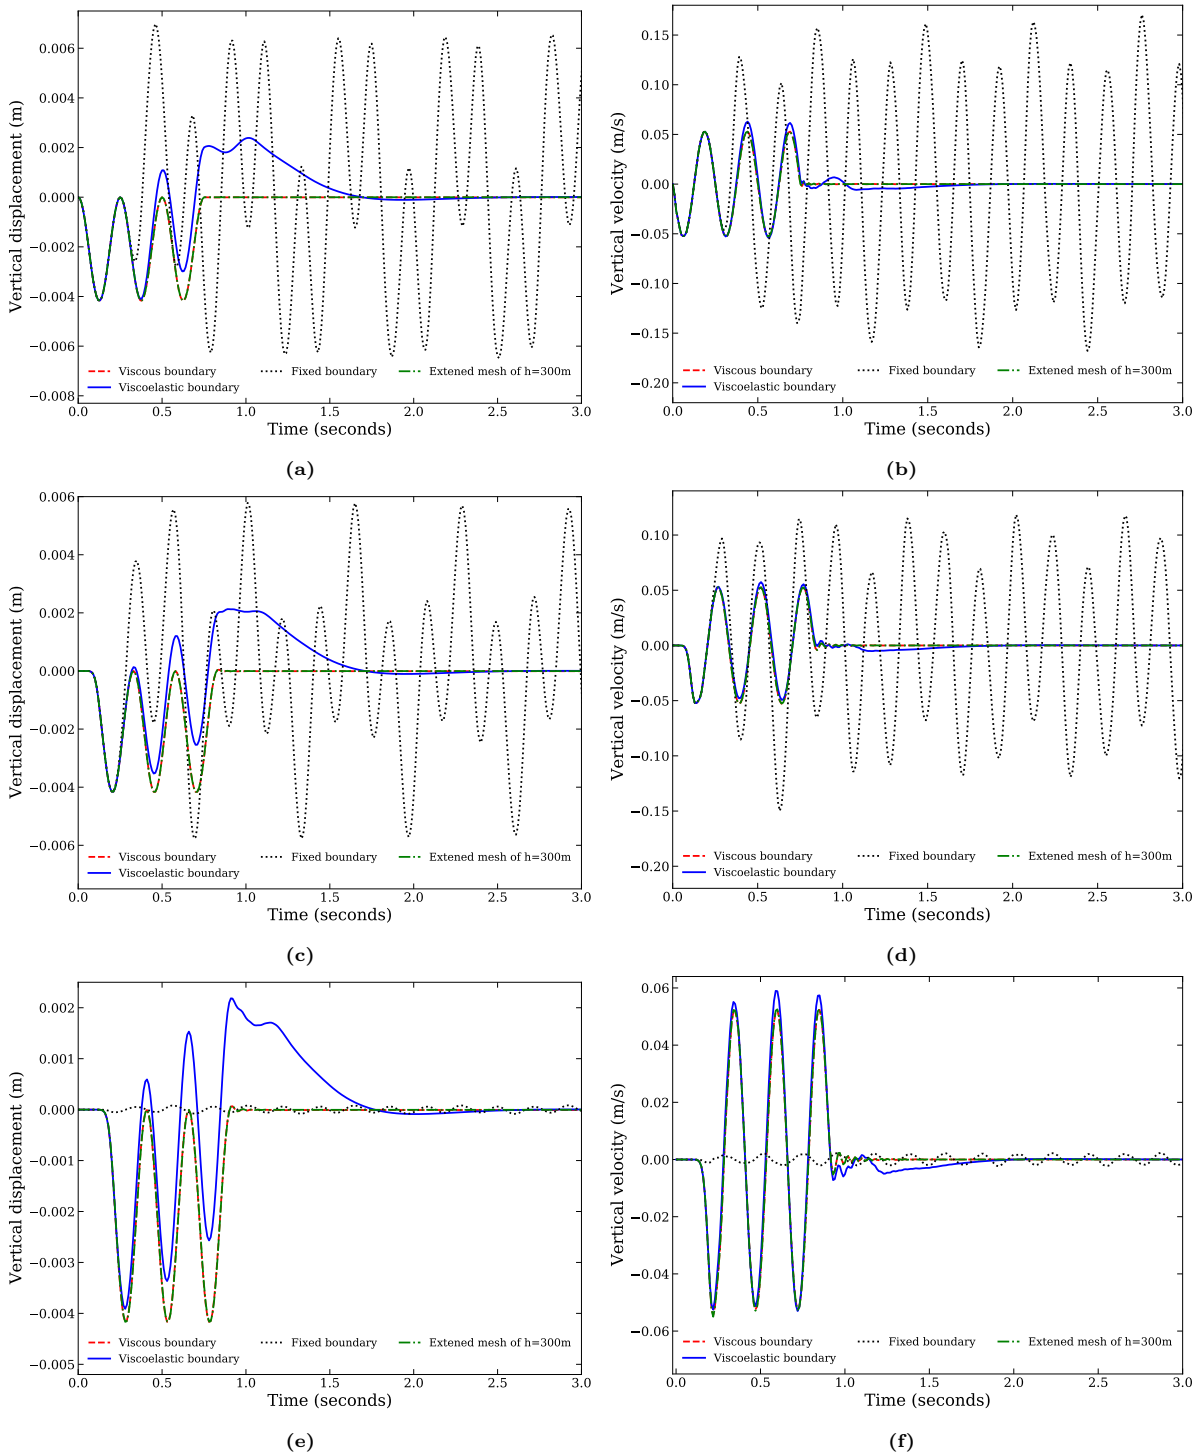 0.006
0.004
0.002
0.000
−0.002
−0.004
−0.006
−0.008
Vertical displacement (m)
Viscous boundary
Viscoelastic boundary
Fixed boundary
Extened mesh of h=300m
0.0 0.5 1.0 1.5 2.0 2.5 3.0
Time (seconds)
(a)
0.15
0.10
0.05
0.00
−0.05
−0.10
−0.15
−0.20
Vertical velocity (m/s)
Viscous boundary
Viscoelastic boundary
Fixed boundary
Extened mesh of h=300m
0.0 0.5 1.0 1.5 2.0 2.5 3.0
Time (seconds)
(b)
0.006
0.004
0.002
0.000
−0.002
−0.004
−0.006
Vertical displacement (m)
Viscous boundary
Viscoelastic boundary
Fixed boundary
Extened mesh of h=300m
0.0 0.5 1.0 1.5 2.0 2.5 3.0
Time (seconds)
(c)
0.10
0.05
0.00
−0.05
−0.10
−0.15
−0.20
Vertical velocity (m/s)
Viscous boundary
Viscoelastic boundary
Fixed boundary
Extened mesh of h=300m
0.0 0.5 1.0 1.5 2.0 2.5 3.0
Time (seconds)
(d)
0.002
0.001
0.000
−0.001
−0.002
−0.003
−0.004
−0.005
Vertical displacement (m)
Viscous boundary
Viscoelastic boundary
Fixed boundary
Extened mesh of h=300m
0.0 0.5 1.0 1.5 2.0 2.5 3.0
Time (seconds)
(e)
0.06
0.04
0.02
0.00
−0.02
−0.04
−0.06
Vertical velocity (m/s)
Viscous boundary
Viscoelastic boundary
Fixed boundary
Extened mesh of h=300m
0.0 0.5 1.0 1.5 2.0 2.5 3.0
Time (seconds)
(f)